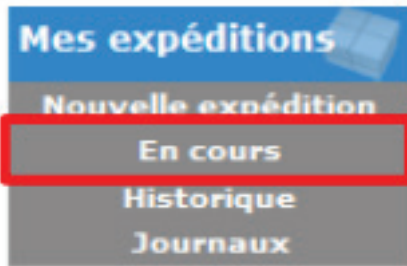 Mes expéditions
Nouvelle expédition
En cours
Historique
Journaux